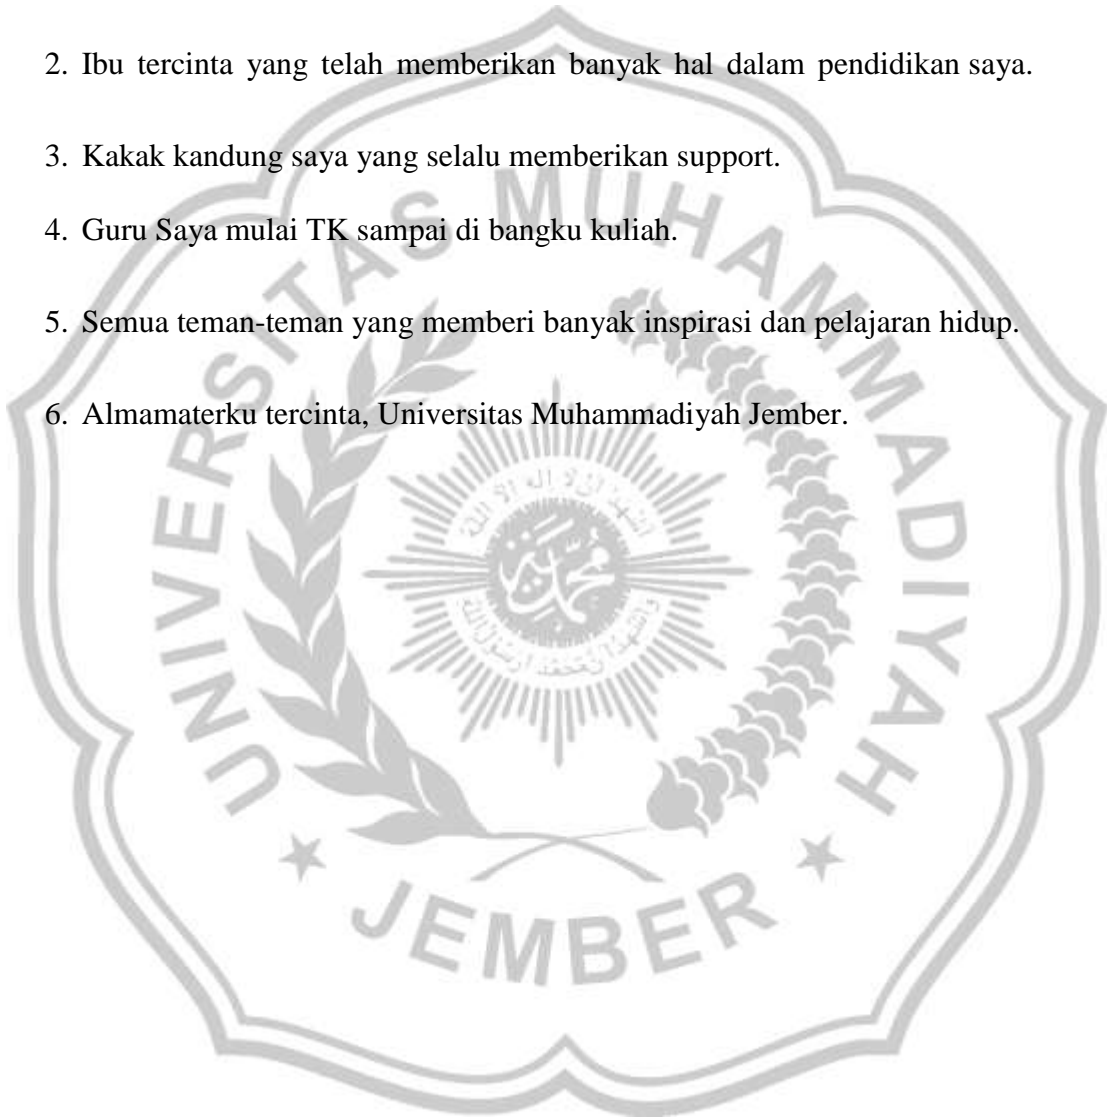 2. Ibu tercinta yang telah memberikan banyak hal dalam pendidikan saya.
3. Kakak kandung saya yang selalu memberikan support.
4. Guru Saya mulai TK sampai di bangku kuliah.
5. Semua teman-teman yang memberi banyak inspirasi dan pelajaran hidup.
6. Almamaterku tercinta, Universitas Muhammadiyah Jember.
UNIVERSITAS MUHAMMADIYAH
JEMBER